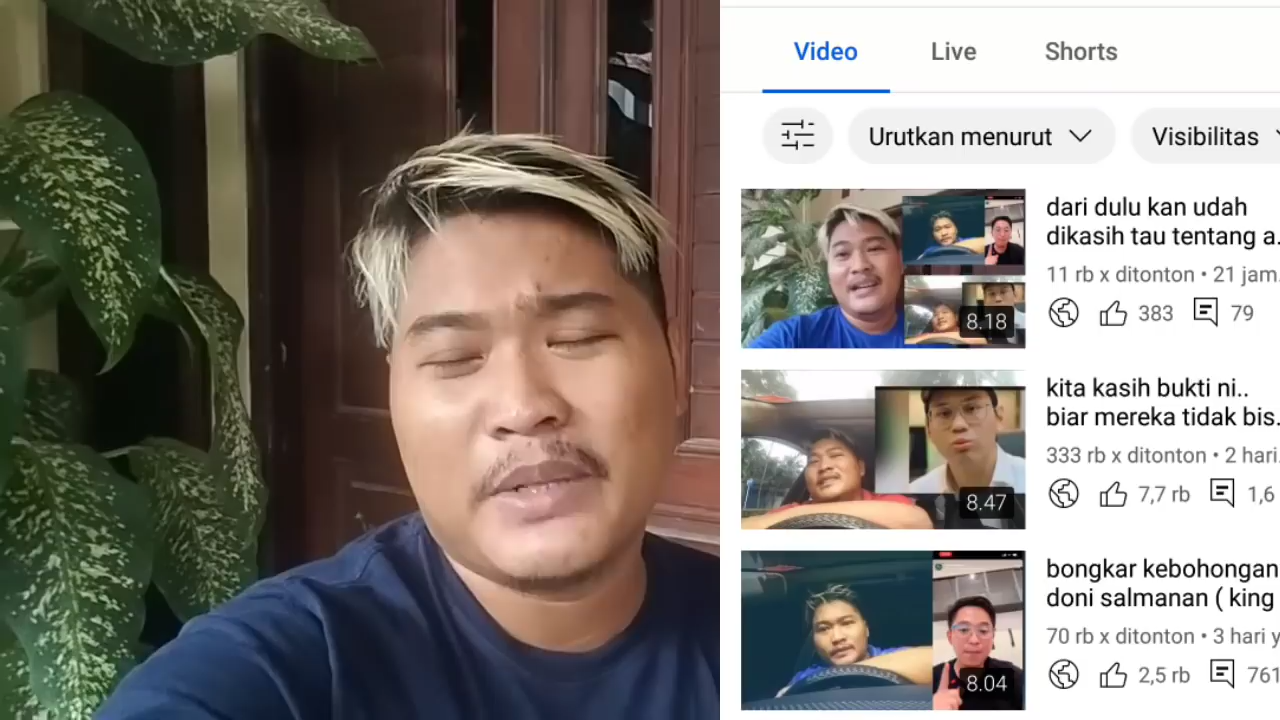 Video
Live
Shorts
Urutkan menurut
Visibilitas
dari dulu kan udah
dikasih tau tentang a.
11 rb x ditonton • 21 jam.
383
79
8.18
kita kasih bukti ni..
biar mereka tidak bis.
333 rb x ditonton • 2 hari.
7,7 rb
1,6
8.47
bongkar kebohongan
doni salmanan ( king
70 rb x ditonton • 3 hari y
2,5 rb
761
8.04